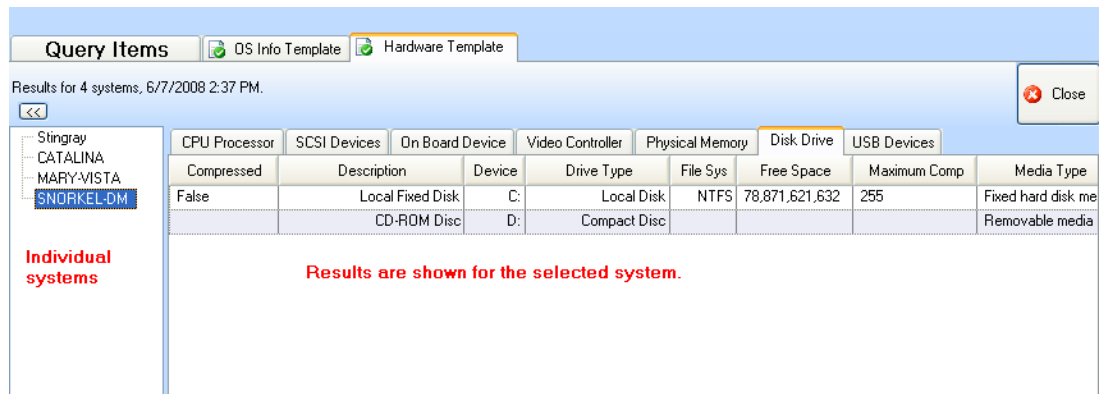 Query Items OS Info Template Hardware Template
Results for 4 systems, 6/7/2008 2:37 PM.
<<
Close
Stingray
CATALINA
MARY-VISTA
SNORKEL-DM
CPU Processor SCSI Devices On Board Device Video Controller Physical Memory Disk Drive USB Devices
Compressed Description Device Drive Type File Sys Free Space Maximum Comp Media Type
False Local Fixed Disk C: Local Disk NTFS 78,871,621,632 255 Fixed hard disk me
CD-ROM Disc D: Compact Disc Removable media
Individual
systems
Results are shown for the selected system.